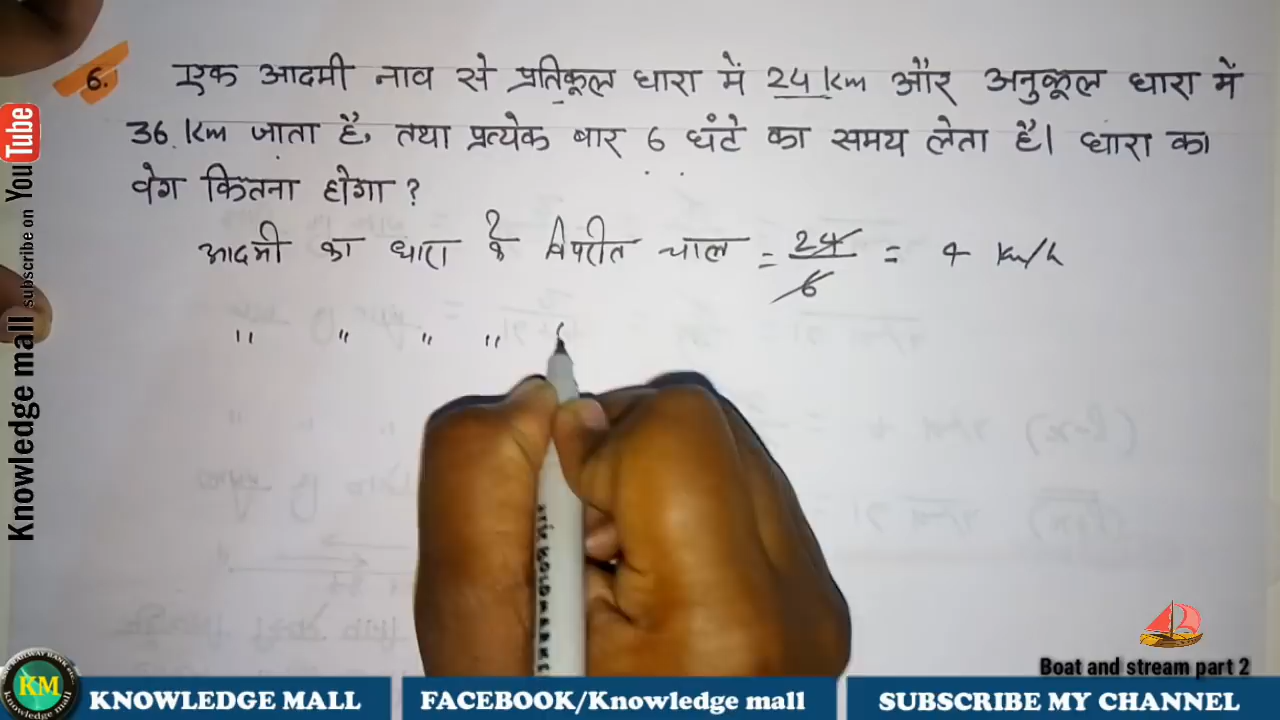 6. एक आदमी नाव से प्रतिकूल धारा में 24 km और अनुकूल धारा में
36 km जाता है, तथा प्रत्येक बार 6 घंटे का समय लेता है। धारा का
वेग कितना होगा ?
आदमी का धारा के विपरीत चाल = 24/6 = 4 km/h
" " " "
Knowledge mall subscribe on YouTube
Boat and stream part 2
KM
KNOWLEDGE MALL
FACEBOOK/Knowledge mall
SUBSCRIBE MY CHANNEL